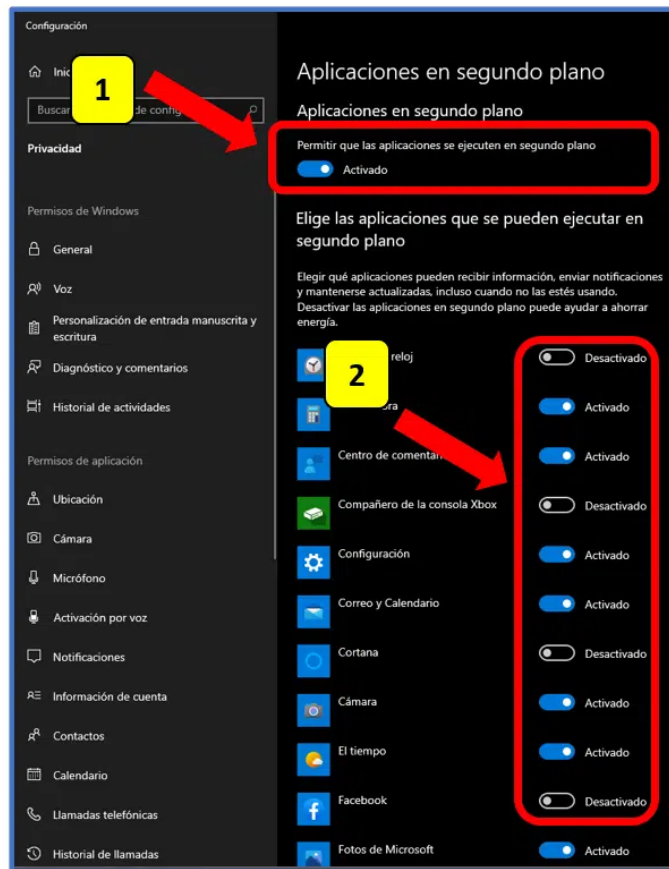 Configuración
1
Privacidad
Permisos de Windows
General
Voz
Personalización de entrada manuscrita y
escritura
Diagnóstico y comentarios
Historial de actividades
Permisos de aplicación
Ubicación
Cámara
Micrófono
Activación por voz
Notificaciones
Información de cuenta
Contactos
Calendario
Llamadas telefónicas
Historial de llamadas
Aplicaciones en segundo plano
Aplicaciones en segundo plano
Permitir que las aplicaciones se ejecuten en segundo plano
Activado
Elige las aplicaciones que se pueden ejecutar en
segundo plano
Elegir qué aplicaciones pueden recibir información, enviar notificaciones
y mantenerse actualizadas, incluso cuando no las estés usando.
Desactivar las aplicaciones en segundo plano puede ayudar a ahorrar
energía.
2
reloj Desactivado
Activado
Centro de Activado
Compañero de la consola Xbox Desactivado
Configuración Activado
Correo y Calendario Activado
Cortana Desactivado
Cámara Activado
El tiempo Activado
Facebook Desactivado
Fotos de Microsoft Activado